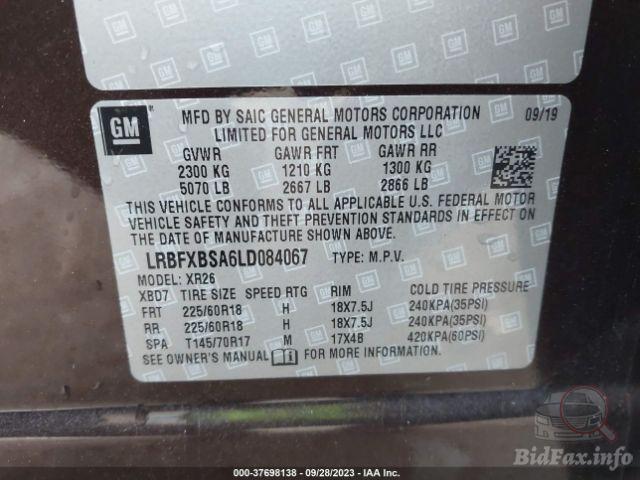 GM
MFD BY SAIC GENERAL MOTORS CORPORATION 09/19
LIMITED FOR GENERAL MOTORS LLC
GVWR GAWR FRT GAWR RR
2300 KG 1210 KG 1300 KG
5070 LB 2667 LB 2866 LB
THIS VEHICLE CONFORMS TO ALL APPLICABLE U.S. FEDERAL MOTOR
VEHICLE SAFETY AND THEFT PREVENTION STANDARDS IN EFFECT ON
THE DATE OF MANUFACTURE SHOWN ABOVE.
LRBFXBSA6LD084067 TYPE: M.P.V.
MODEL: XR26
XBD7 TIRE SIZE SPEED RTG RIM COLD TIRE PRESSURE
FRT 225/60R18 H 18X7.5J 240KPA(35PSI)
RR 225/60R18 H 18X7.5J 240KPA(35PSI)
SPA T145/70R17 M 17X4B 420KPA(60PSI)
SEE OWNER'S MANUAL i FOR MORE INFORMATION.
BidFax.info
000-37698138 - 09/28/2023 - IAA Inc.